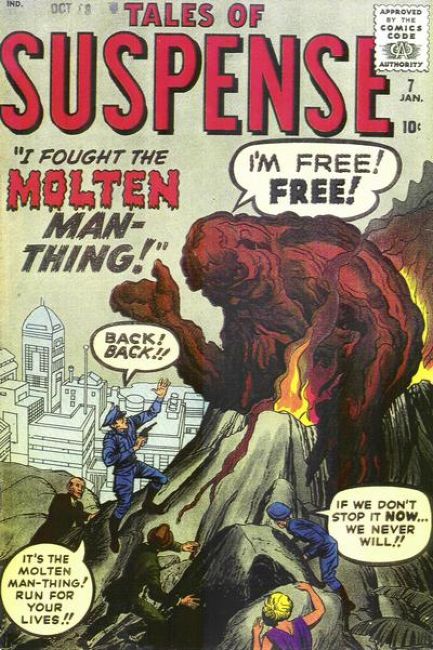 IND.
OCT
TALES OF
SUSPENSE
APPROVED
BY THE
COMICS
CODE
CA
AUTHORITY
7
JAN.
10¢
"I FOUGHT THE
MOLTEN
MAN-
THING!"
I'M FREE!
FREE!
BACK!
BACK!!
IF WE DON'T
STOP IT NOW...
WE NEVER
WILL!!
IT'S THE
MOLTEN
MAN-THING!
RUN FOR
YOUR
LIVES!!